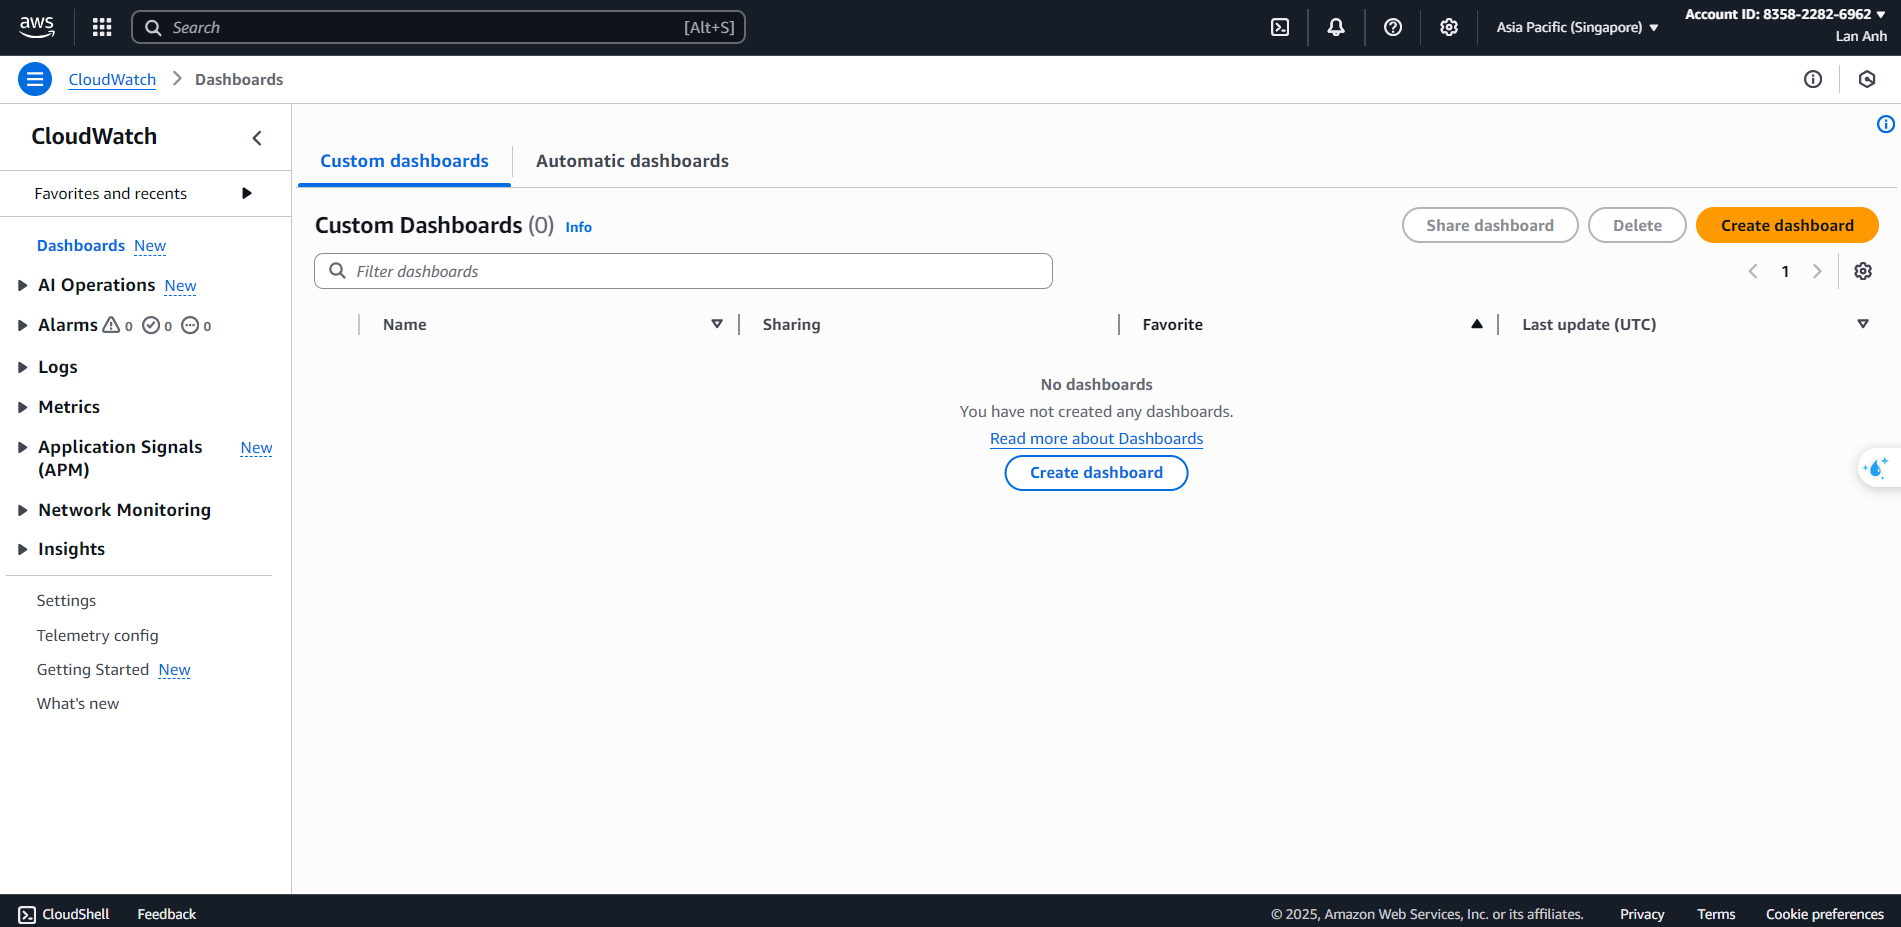 aws
Search [Alt+S]
Asia Pacific (Singapore)
Account ID: 8358-2282-6962
Lan Anh
CloudWatch > Dashboards
CloudWatch
Favorites and recents
Dashboards New
AI Operations New
Alarms 0 0 0
Logs
Metrics
Application Signals New
(APM)
Network Monitoring
Insights
Settings
Telemetry config
Getting Started New
What's new
Custom dashboards
Automatic dashboards
Custom Dashboards (0) Info
Share dashboard
Delete
Create dashboard
Filter dashboards
1
Name
Sharing
Favorite
Last update (UTC)
No dashboards
You have not created any dashboards.
Read more about Dashboards
Create dashboard
CloudShell
Feedback
© 2025, Amazon Web Services, Inc. or its affiliates.
Privacy
Terms
Cookie preferences